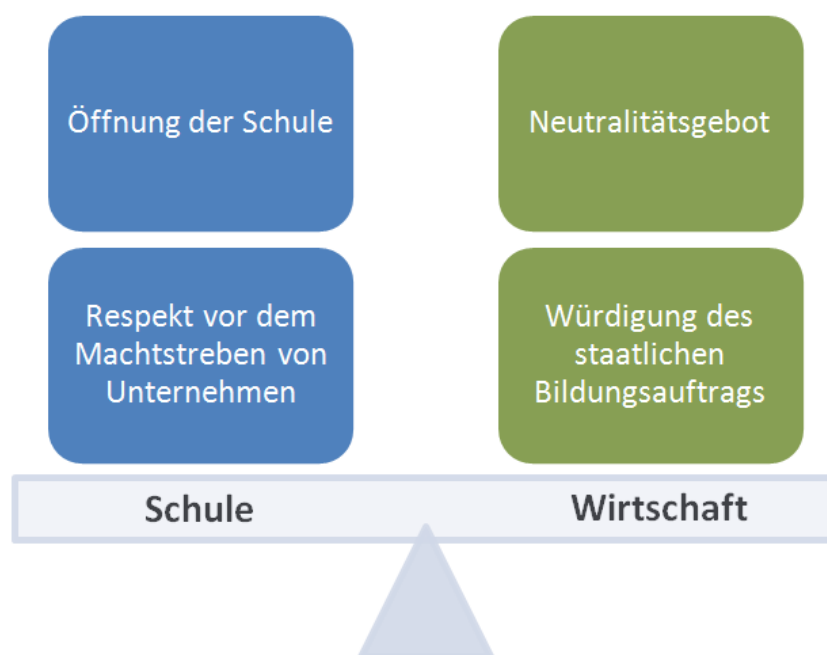 Öffnung der Schule
Neutralitätsgebot
Respekt vor dem
Machtstreben von
Unternehmen
Würdigung des
staatlichen
Bildungsauftrags
Schule
Wirtschaft